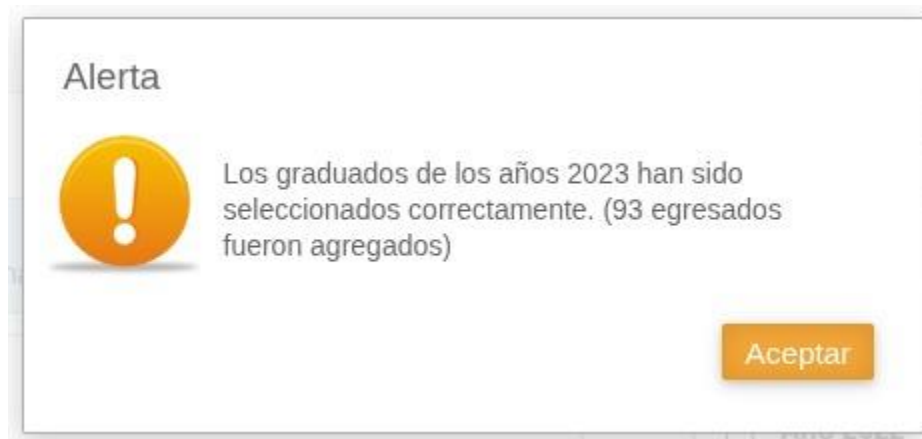 Alerta
Los graduados de los años 2023 han sido
seleccionados correctamente. (93 egresados
fueron agregados)
Aceptar